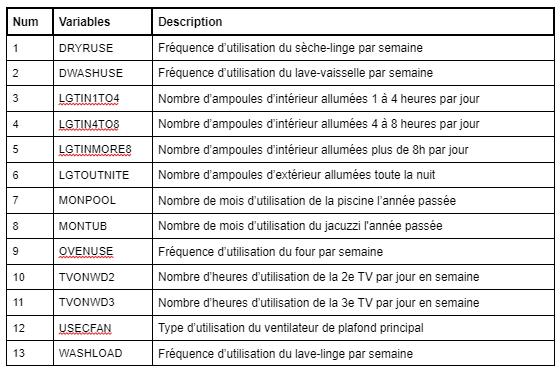 Num Variables Description
1 DRYRUSE Fréquence d'utilisation du sèche-linge par semaine
2 DWASHUSE Fréquence d'utilisation du lave-vaisselle par semaine
3 LGTIN1TO4 Nombre d'ampoules d'intérieur allumées 1 à 4 heures par jour
4 LGTIN4TO8 Nombre d'ampoules d'intérieur allumées 4 à 8 heures par jour
5 LGTINMORE8 Nombre d'ampoules d'intérieur allumées plus de 8h par jour
6 LGTOUTNITE Nombre d'ampoules d'extérieur allumées toute la nuit
7 MONPOOL Nombre de mois d'utilisation de la piscine l'année passée
8 MONTUB Nombre de mois d'utilisation du jacuzzi l'année passée
9 OVENUSE Fréquence d'utilisation du four par semaine
10 TVONWD2 Nombre d'heures d'utilisation de la 2e TV par jour en semaine
11 TVONWD3 Nombre d'heures d'utilisation de la 3e TV par jour en semaine
12 USECFAN Type d'utilisation du ventilateur de plafond principal
13 WASHLOAD Fréquence d'utilisation du lave-linge par semaine